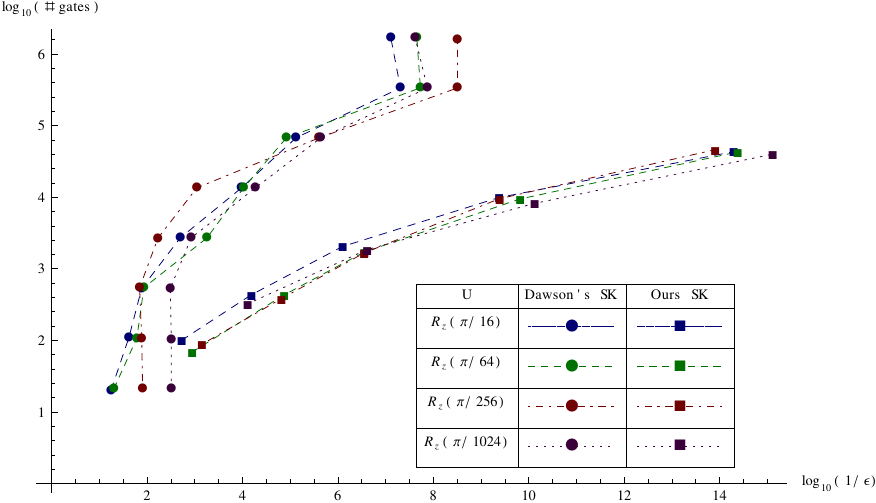 log10( # gates )
6
5
4
3
2
1
2 4 6 8 10 12 14
log10( 1/ ϵ)
U Dawson's SK Ours SK
Rz( π/ 16)
Rz( π/ 64)
Rz( π/ 256)
Rz( π/ 1024)